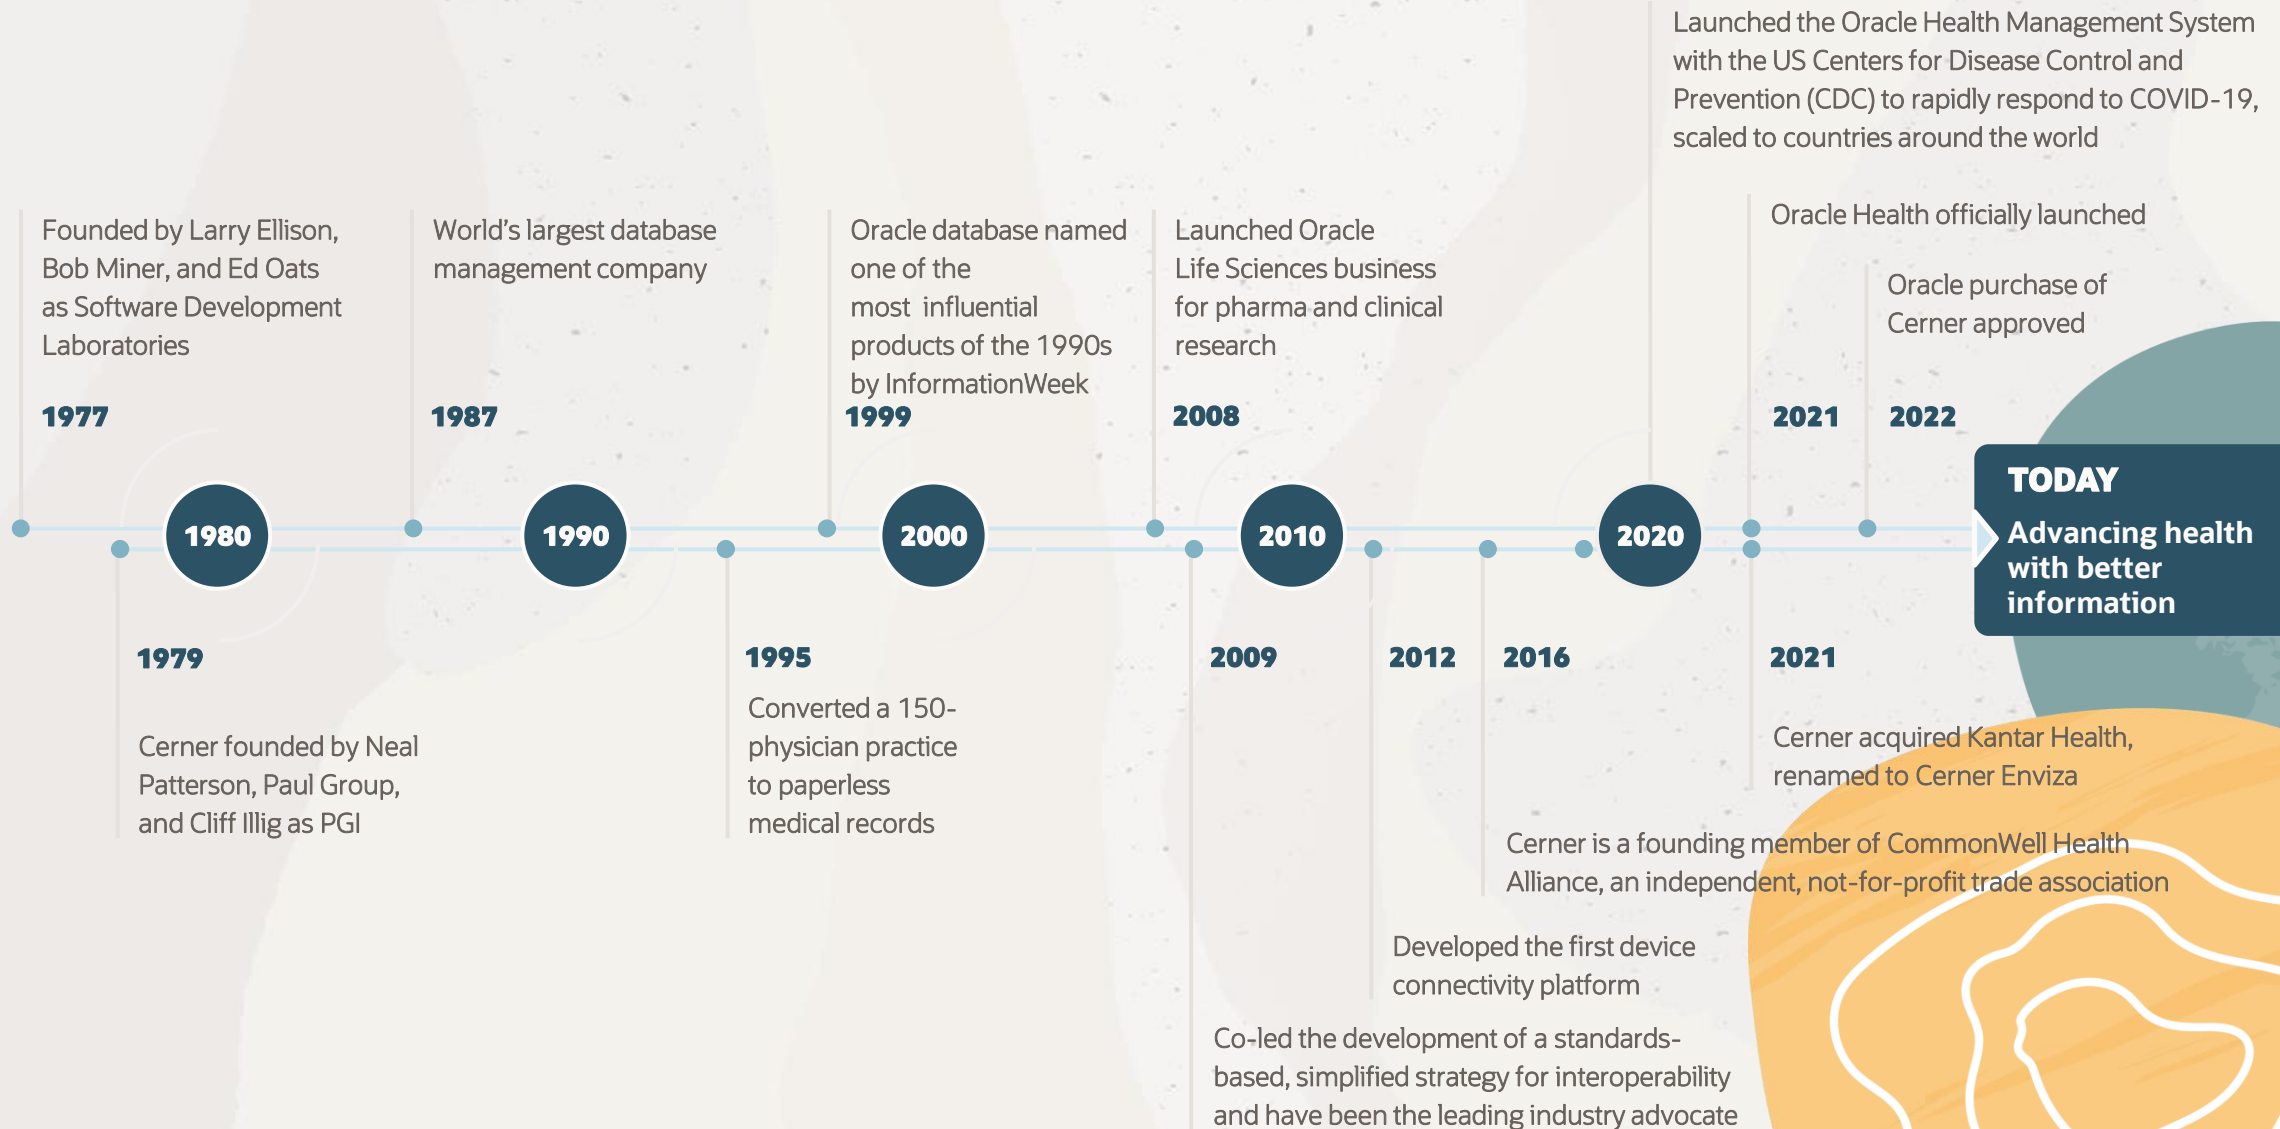 Launched the Oracle Health Management System
with the US Centers for Disease Control and
Prevention (CDC) to rapidly respond to COVID-19,
scaled to countries around the world
Founded by Larry Ellison,
Bob Miner, and Ed Oats
as Software Development
Laboratories
1977
World's largest database
management company
1987
Oracle database named
one of the
most  influential
products of the 1990s
by InformationWeek
1999
Launched Oracle
Life Sciences business
for pharma and clinical
research
2008
Oracle Health officially launched
2021
Oracle purchase of
Cerner approved
2022
1980
1990
2000
2010
2020
TODAY
Advancing health
with better
information
1979
Cerner founded by Neal
Patterson, Paul Group,
and Cliff Illig as PGI
1995
Converted a 150-
physician practice
to paperless
medical records
2009
2012
2016
2021
Cerner acquired Kantar Health,
renamed to Cerner Enviza
Cerner is a founding member of CommonWell Health
Alliance, an independent, not-for-profit trade association
Developed the first device
connectivity platform
Co-led the development of a standards-
based, simplified strategy for interoperability
and have been the leading industry advocate